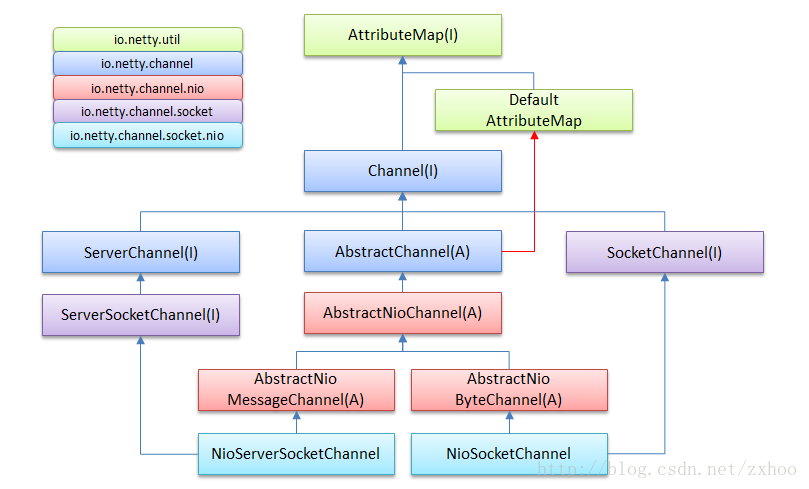 io.netty.util
io.netty.channel
io.netty.channel.nio
io.netty.channel.socket
io.netty.channel.socket.nio
AttributeMap(I)
Default
AttributeMap
Channel(I)
ServerChannel(I)
AbstractChannel(A)
SocketChannel(I)
ServerSocketChannel(I)
AbstractNioChannel(A)
AbstractNio
MessageChannel(A)
AbstractNio
ByteChannel(A)
NioServerSocketChannel
NioSocketChannel
http://blog.csdn.net/zxhoo